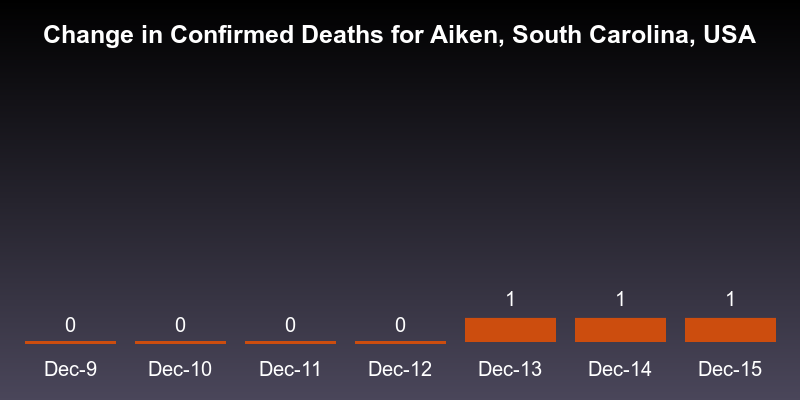 Change in Confirmed Deaths for Aiken, South Carolina, USA
0 0 0 0 1 1 1
Dec-9 Dec-10 Dec-11 Dec-12 Dec-13 Dec-14 Dec-15